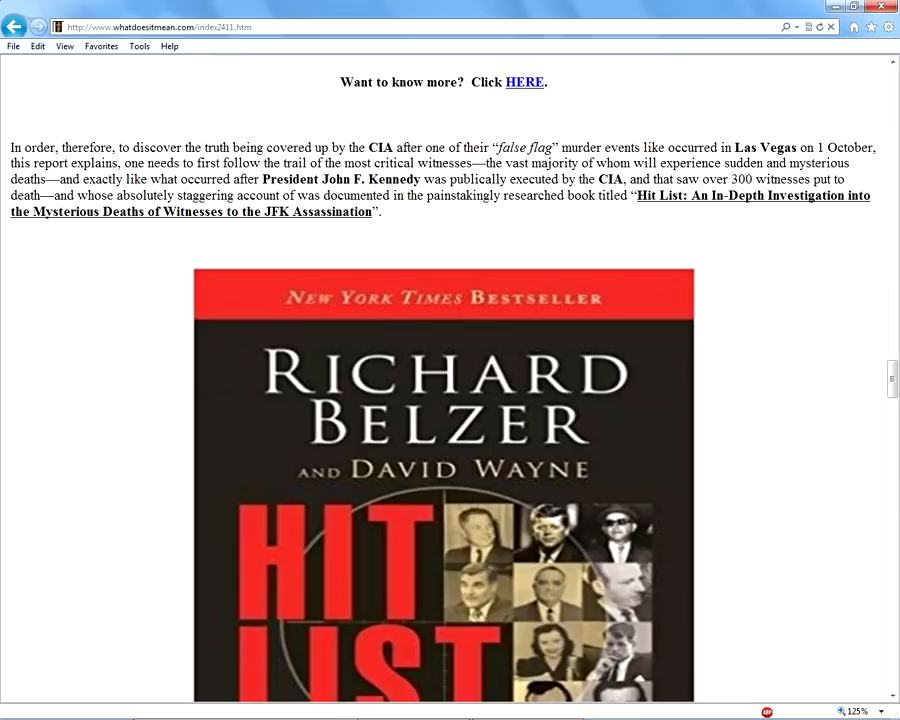 http://www.whatdoesitmean.com/index2411.htm
File Edit View Favorites Tools Help
Want to know more?  Click HERE.
In order, therefore, to discover the truth being covered up by the CIA after one of their “false flag” murder events like occurred in Las Vegas on 1 October,
this report explains, one needs to first follow the trail of the most critical witnesses—the vast majority of whom will experience sudden and mysterious
deaths—and exactly like what occurred after President John F. Kennedy was publically executed by the CIA, and that saw over 300 witnesses put to
death—and whose absolutely staggering account of was documented in the painstakingly researched book titled “Hit List: An In-Depth Investigation into
the Mysterious Deaths of Witnesses to the JFK Assassination”.
NEW YORK TIMES BESTSELLER
RICHARD
BELZER
AND DAVID WAYNE
HIT
LIST
ABP
125%